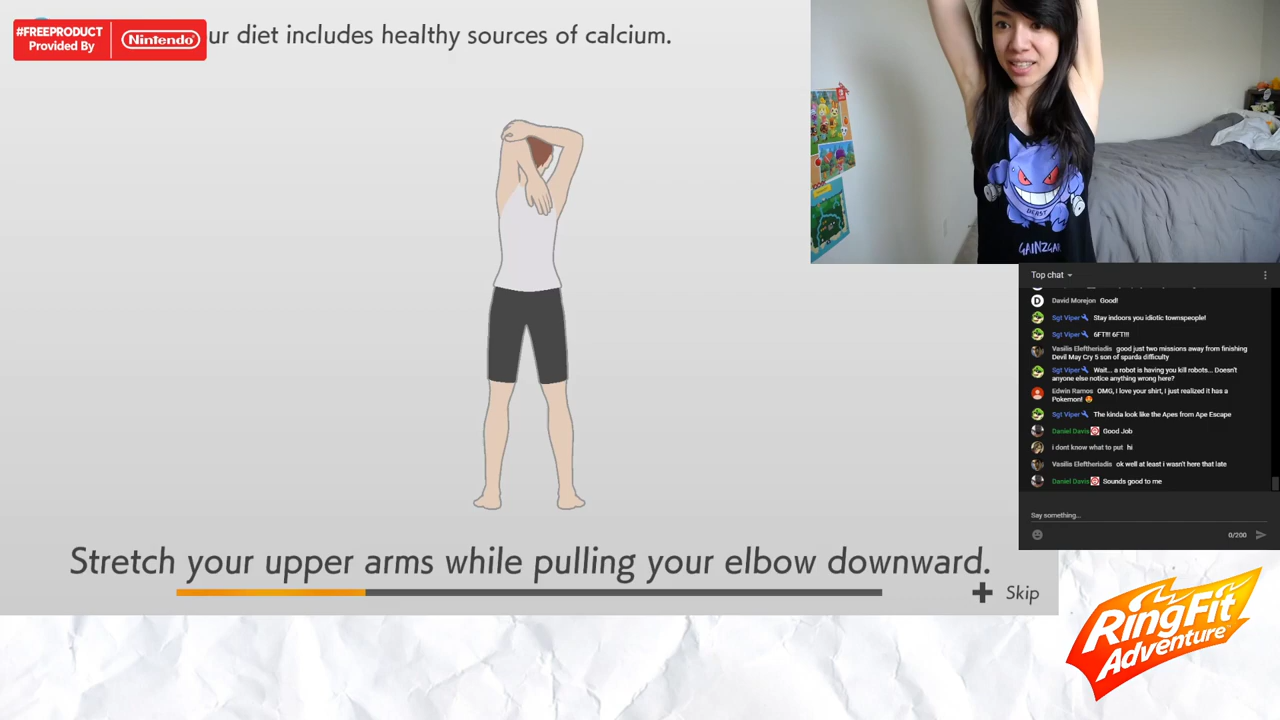 #FREEPRODUCT
Provided By
Nintendo
ur diet includes healthy sources of calcium.
BEAST
GAINZGAR
Top chat
D David Morejon Good!
Sgt Viper Stay indoors you idiotic townspeople!
Sgt Viper 6FT!!! 6FT!!!
Vasilis Eleftheriadis good just two missions away from finishing
Devil May Cry 5 son of sparda difficulty
Sgt Viper Wait... a robot is having you kill robots... Doesn't
anyone else notice anything wrong here?
Edwin Ramos OMG, I love your shirt, I just realized it has a
Pokemon! 😍
Sgt Viper The kinda look like the Apes from Ape Escape
Daniel Davis Good Job
i dont know what to put hi
Vasilis Eleftheriadis ok well at least i wasn't here that late
Daniel Davis Sounds good to me
Say something...
0/200
Stretch your upper arms while pulling your elbow downward.
Skip
RingFit
Adventure